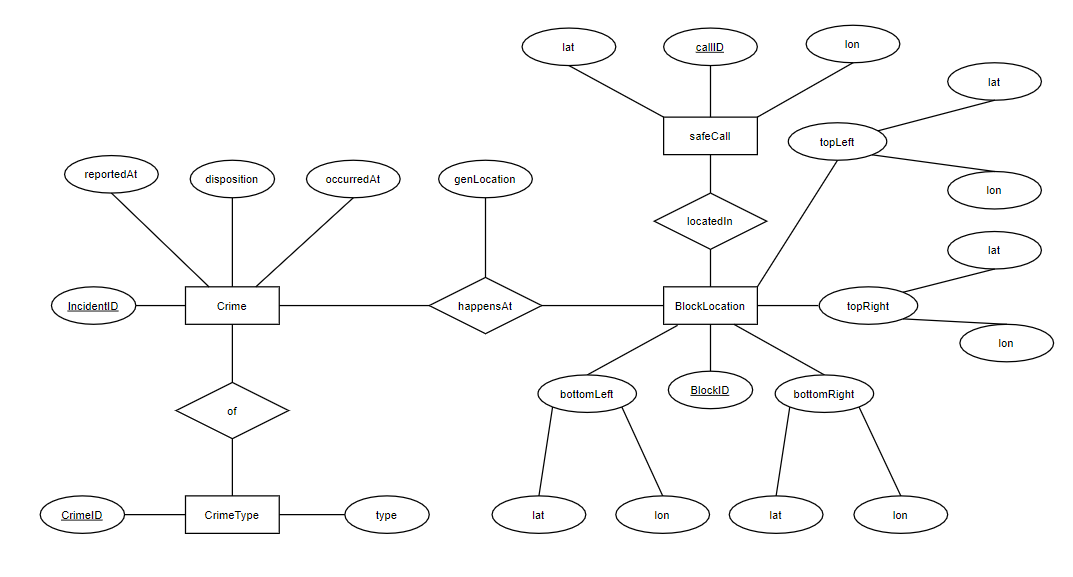 lat
callID
lon
lat
safeCall
topLeft
reportedAt
disposition
occurredAt
genLocation
lon
locatedIn
lat
IncidentID
Crime
happensAt
BlockLocation
topRight
lon
bottomLeft
BlockID
bottomRight
of
CrimeID
CrimeType
type
lat
lon
lat
lon